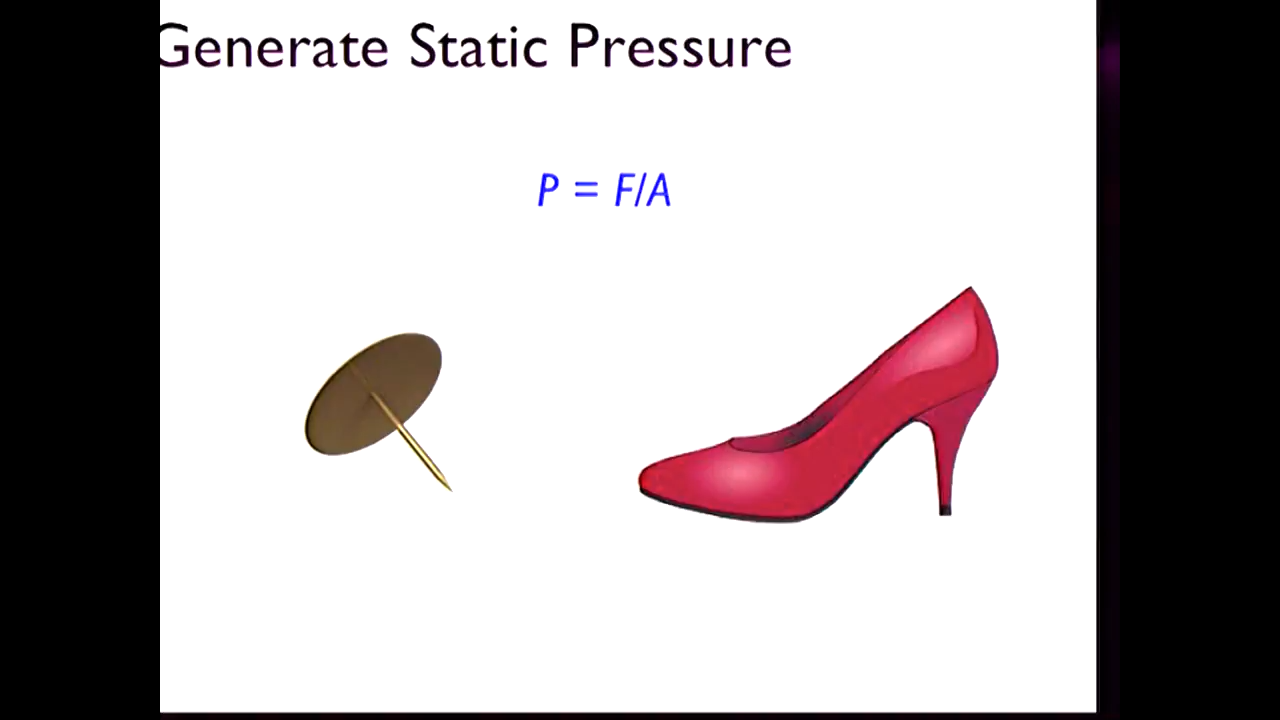 Generate Static Pressure
P = F/A